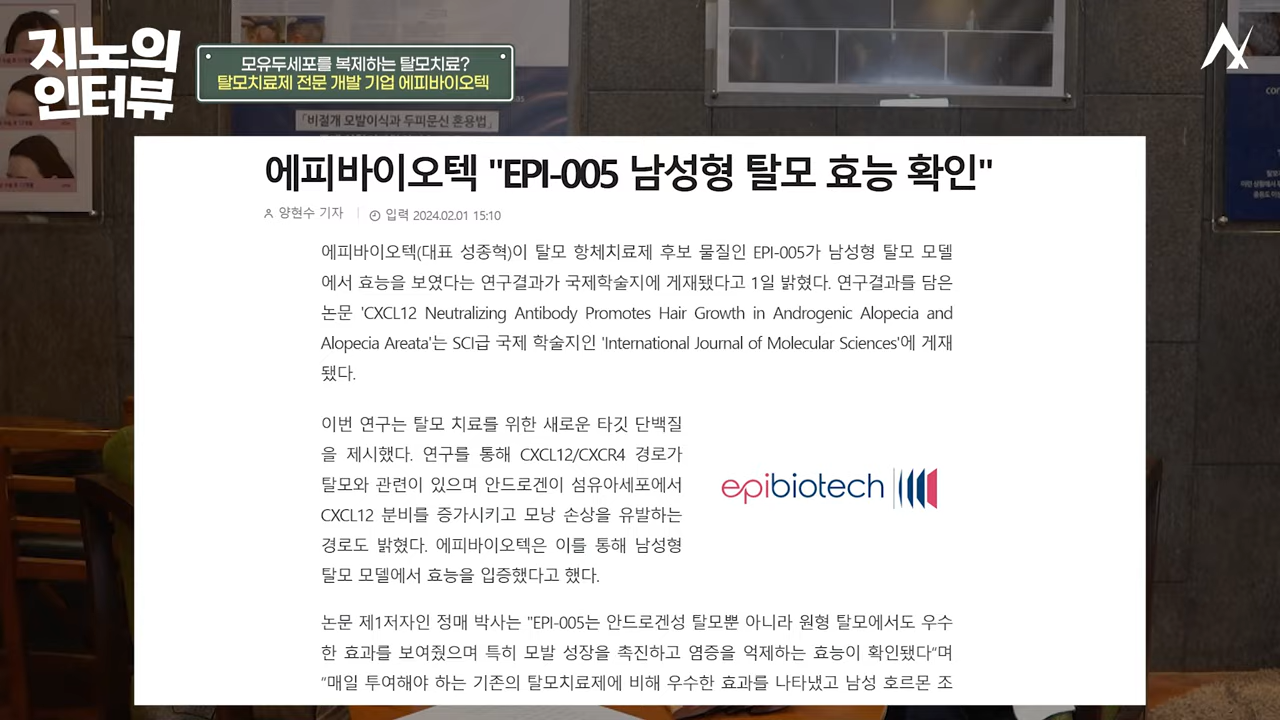 지노의
인터뷰
모유두세포를 복제하는 탈모치료?
탈모치료제 전문 개발 기업 에피바이오텍
「비절개 모발이식과 두피문신 혼용법」
에피바이오텍 "EPI-005 남성형 탈모 효능 확인"
양현수 기자 | 입력 2024.02.01 15:10
에피바이오텍(대표 성종혁)이 탈모 항체치료제 후보 물질인 EPI-005가 남성형 탈모 모델
에서 효능을 보였다는 연구결과가 국제학술지에 게재됐다고 1일 밝혔다. 연구결과를 담은
논문 'CXCL12 Neutralizing Antibody Promotes Hair Growth in Androgenic Alopecia and
Alopecia Areata'는 SCI급 국제 학술지인 'International Journal of Molecular Sciences'에 게재
됐다.
이번 연구는 탈모 치료를 위한 새로운 타깃 단백질
을 제시했다. 연구를 통해 CXCL12/CXCR4 경로가
탈모와 관련이 있으며 안드로겐이 섬유아세포에서
CXCL12 분비를 증가시키고 모낭 손상을 유발하는
경로도 밝혔다. 에피바이오텍은 이를 통해 남성형
탈모 모델에서 효능을 입증했다고 했다.
epibiotech
논문 제1저자인 정매 박사는 "EPI-005는 안드로겐성 탈모뿐 아니라 원형 탈모에서도 우수
한 효과를 보여줬으며 특히 모발 성장을 촉진하고 염증을 억제하는 효능이 확인됐다"며
"매일 투여해야 하는 기존의 탈모치료제에 비해 우수한 효과를 나타냈고 남성 호르몬 조